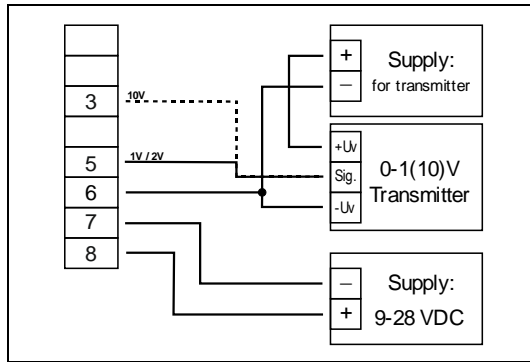 3
5
6
7
8
10V
1V / 2V
+
−
Supply:
for transmitter
+Uv
Sig.
-Uv
0-1(10)V
Transmitter
−
+
Supply:
9-28 VDC